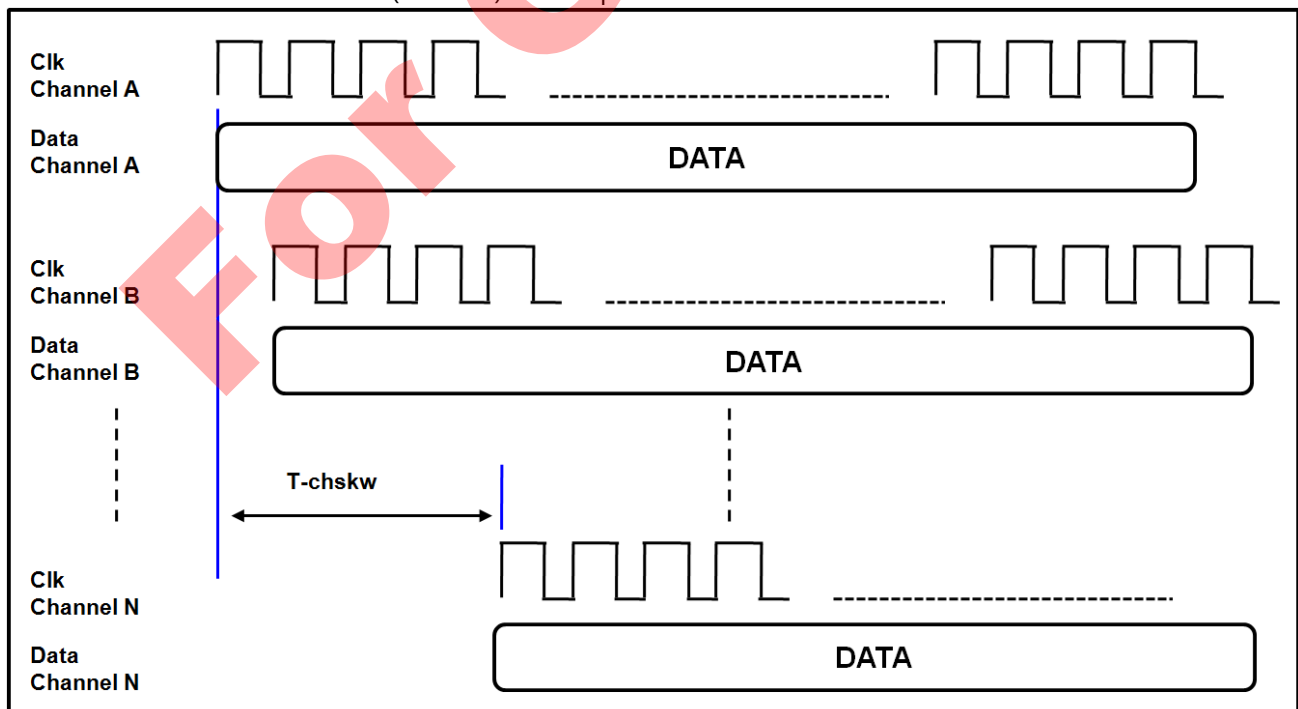 Clk
Channel A
Data
Channel A
DATA
Clk
Channel B
Data
Channel B
DATA
T-chskw
Clk
Channel N
Data
Channel N
DATA
For